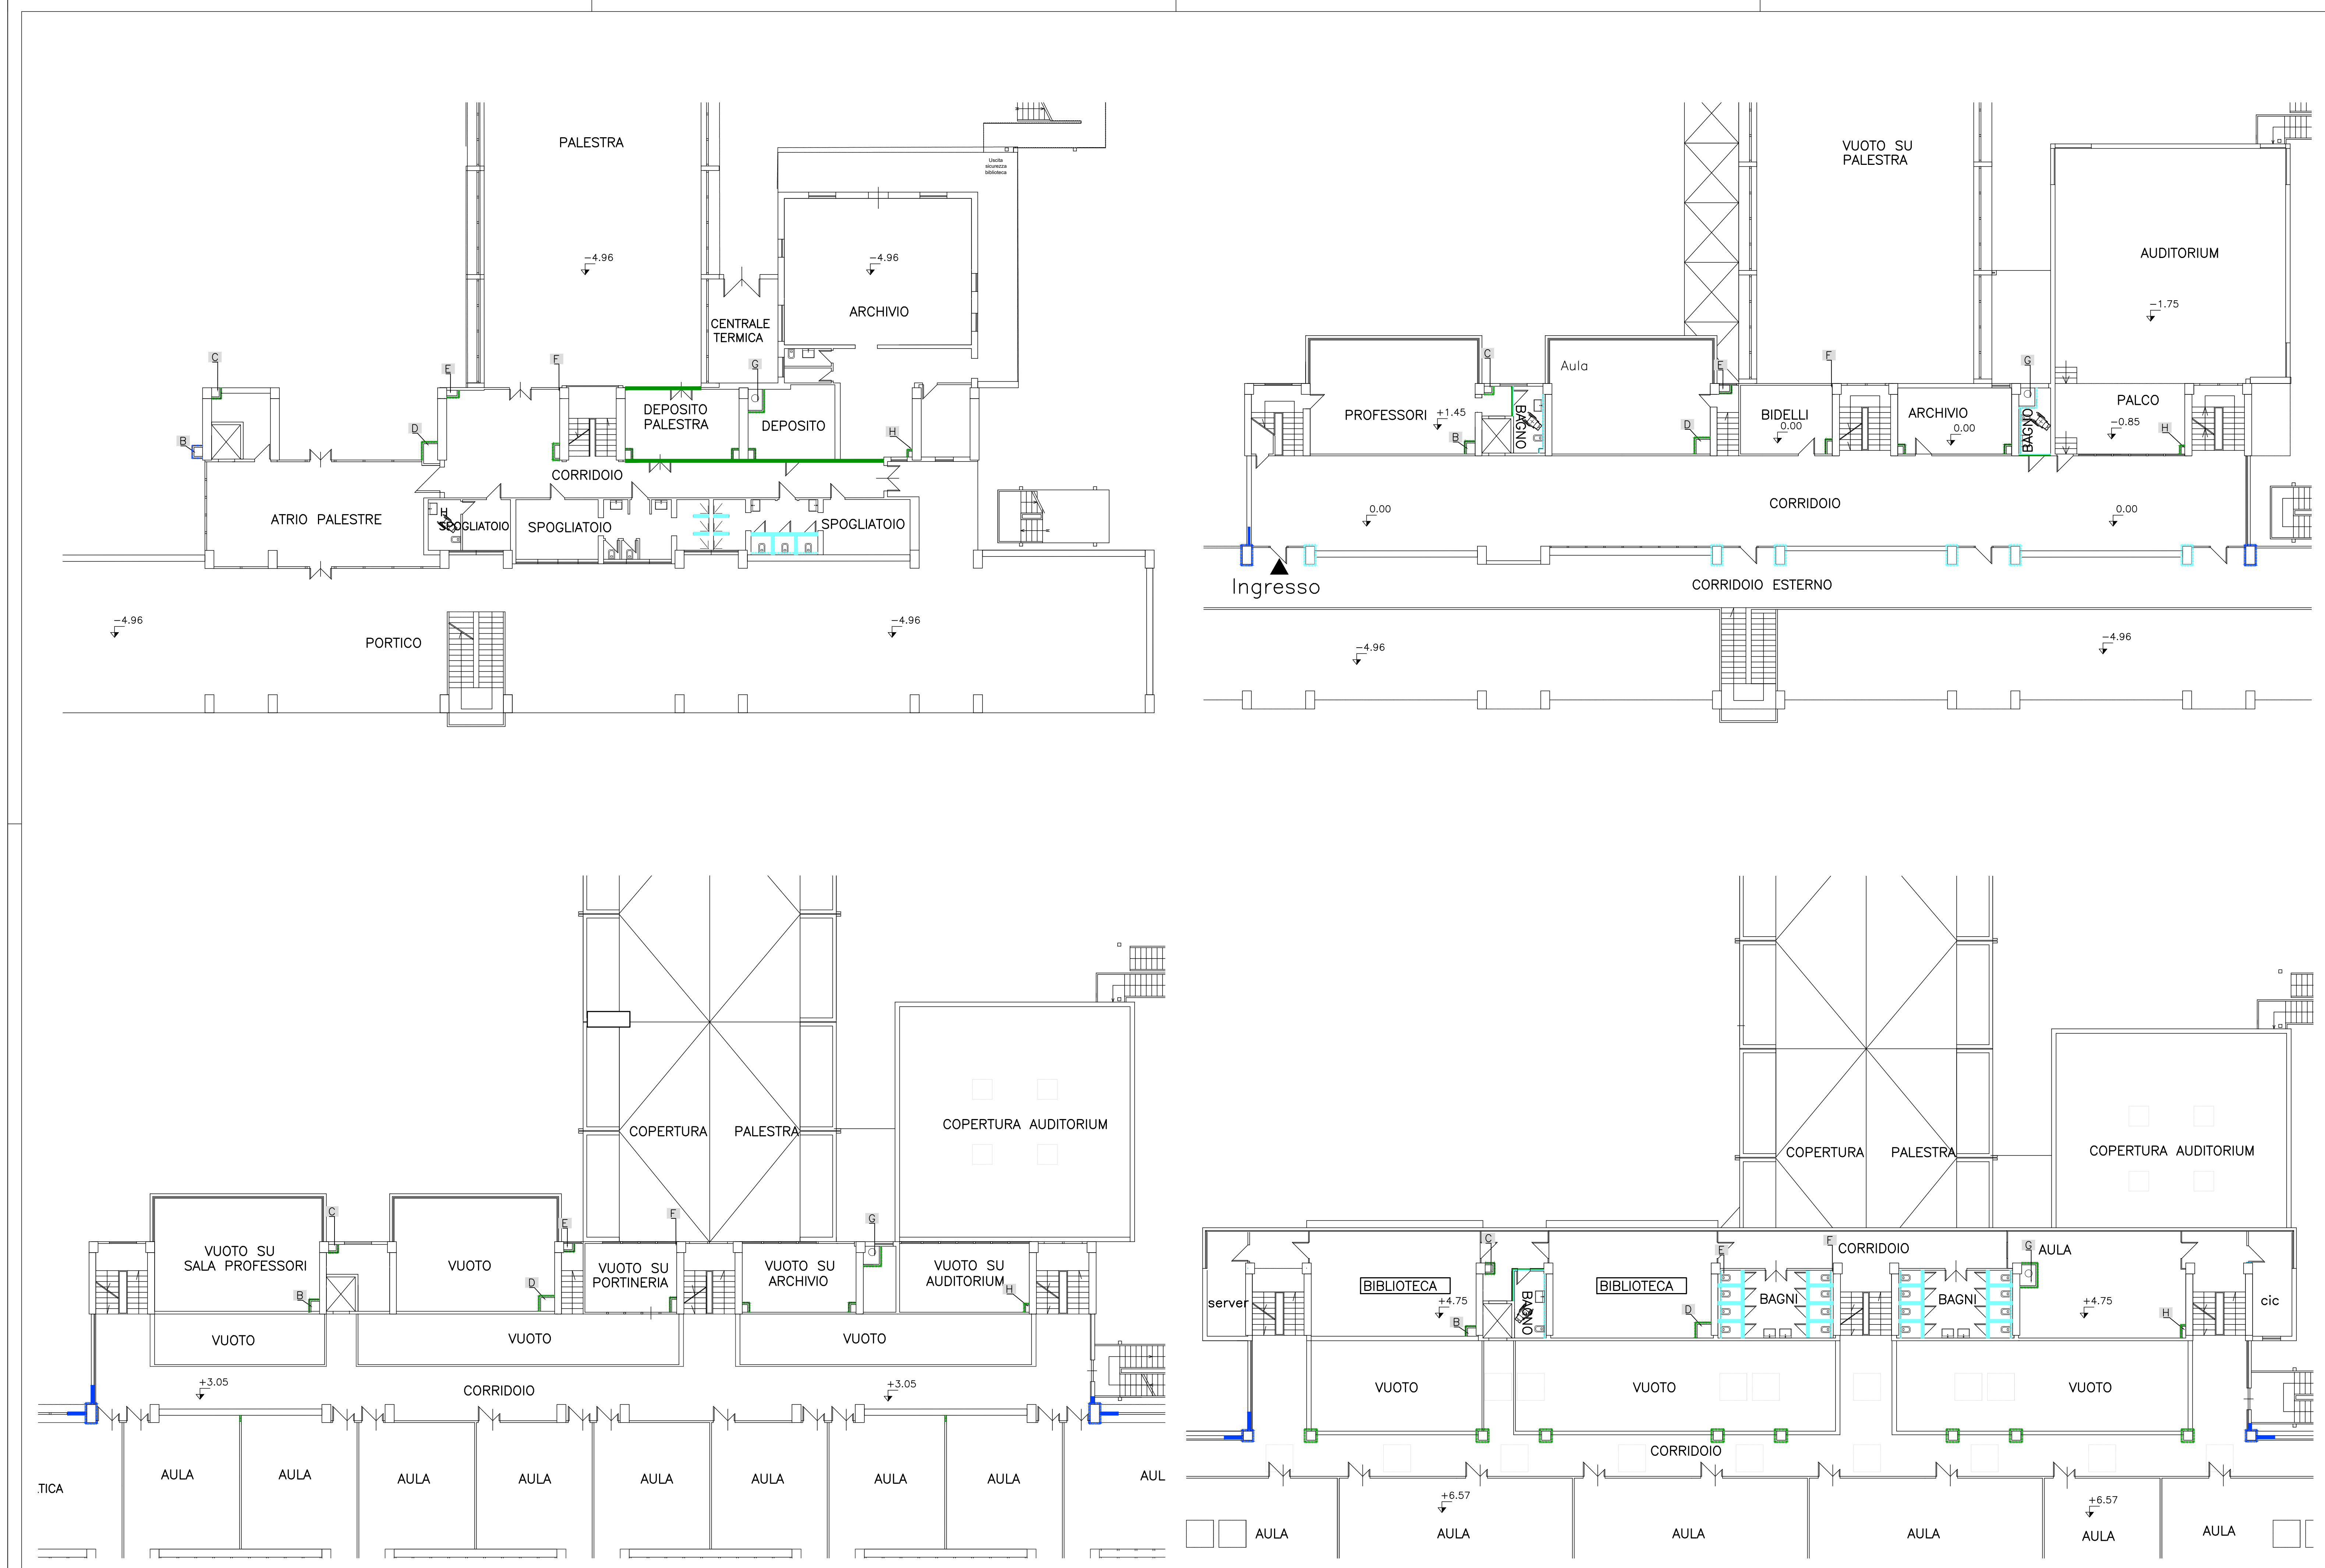 PALESTRA
Uscita
sicurezza
biblioteca
-4.96
-4.96
ARCHIVIO
CENTRALE
TERMICA
C
E
F
G
DEPOSITO
PALESTRA
DEPOSITO
B
D
H
CORRIDOIO
ATRIO PALESTRE
H
SPOGLIATOIO
SPOGLIATOIO
SPOGLIATOIO
-4.96
-4.96
PORTICO
VUOTO SU
PALESTRA
AUDITORIUM
-1.75
C
Aula
E
F
G
PROFESSORI
+1.45
BAGNO
BIDELLI
0.00
ARCHIVIO
0.00
BAGNO
PALCO
-0.85
B
D
H
CORRIDOIO
0.00
0.00
Ingresso
CORRIDOIO ESTERNO
-4.96
-4.96
COPERTURA PALESTRA
COPERTURA AUDITORIUM
C
E
F
G
VUOTO SU
SALA PROFESSORI
VUOTO
VUOTO SU
PORTINERIA
VUOTO SU
ARCHIVIO
VUOTO SU
AUDITORIUM
B
D
H
VUOTO
VUOTO
VUOTO
+3.05
CORRIDOIO
+3.05
.TICA
AULA
AULA
AULA
AULA
AULA
AULA
AULA
AULA
AUL
COPERTURA PALESTRA
COPERTURA AUDITORIUM
C
E
F
CORRIDOIO
G
AULA
server
BIBLIOTECA
+4.75
BAGNO
BIBLIOTECA
BAGNI
BAGNI
+4.75
cic
B
D
H
VUOTO
VUOTO
VUOTO
CORRIDOIO
+6.57
+6.57
AULA
AULA
AULA
AULA
AULA
AULA